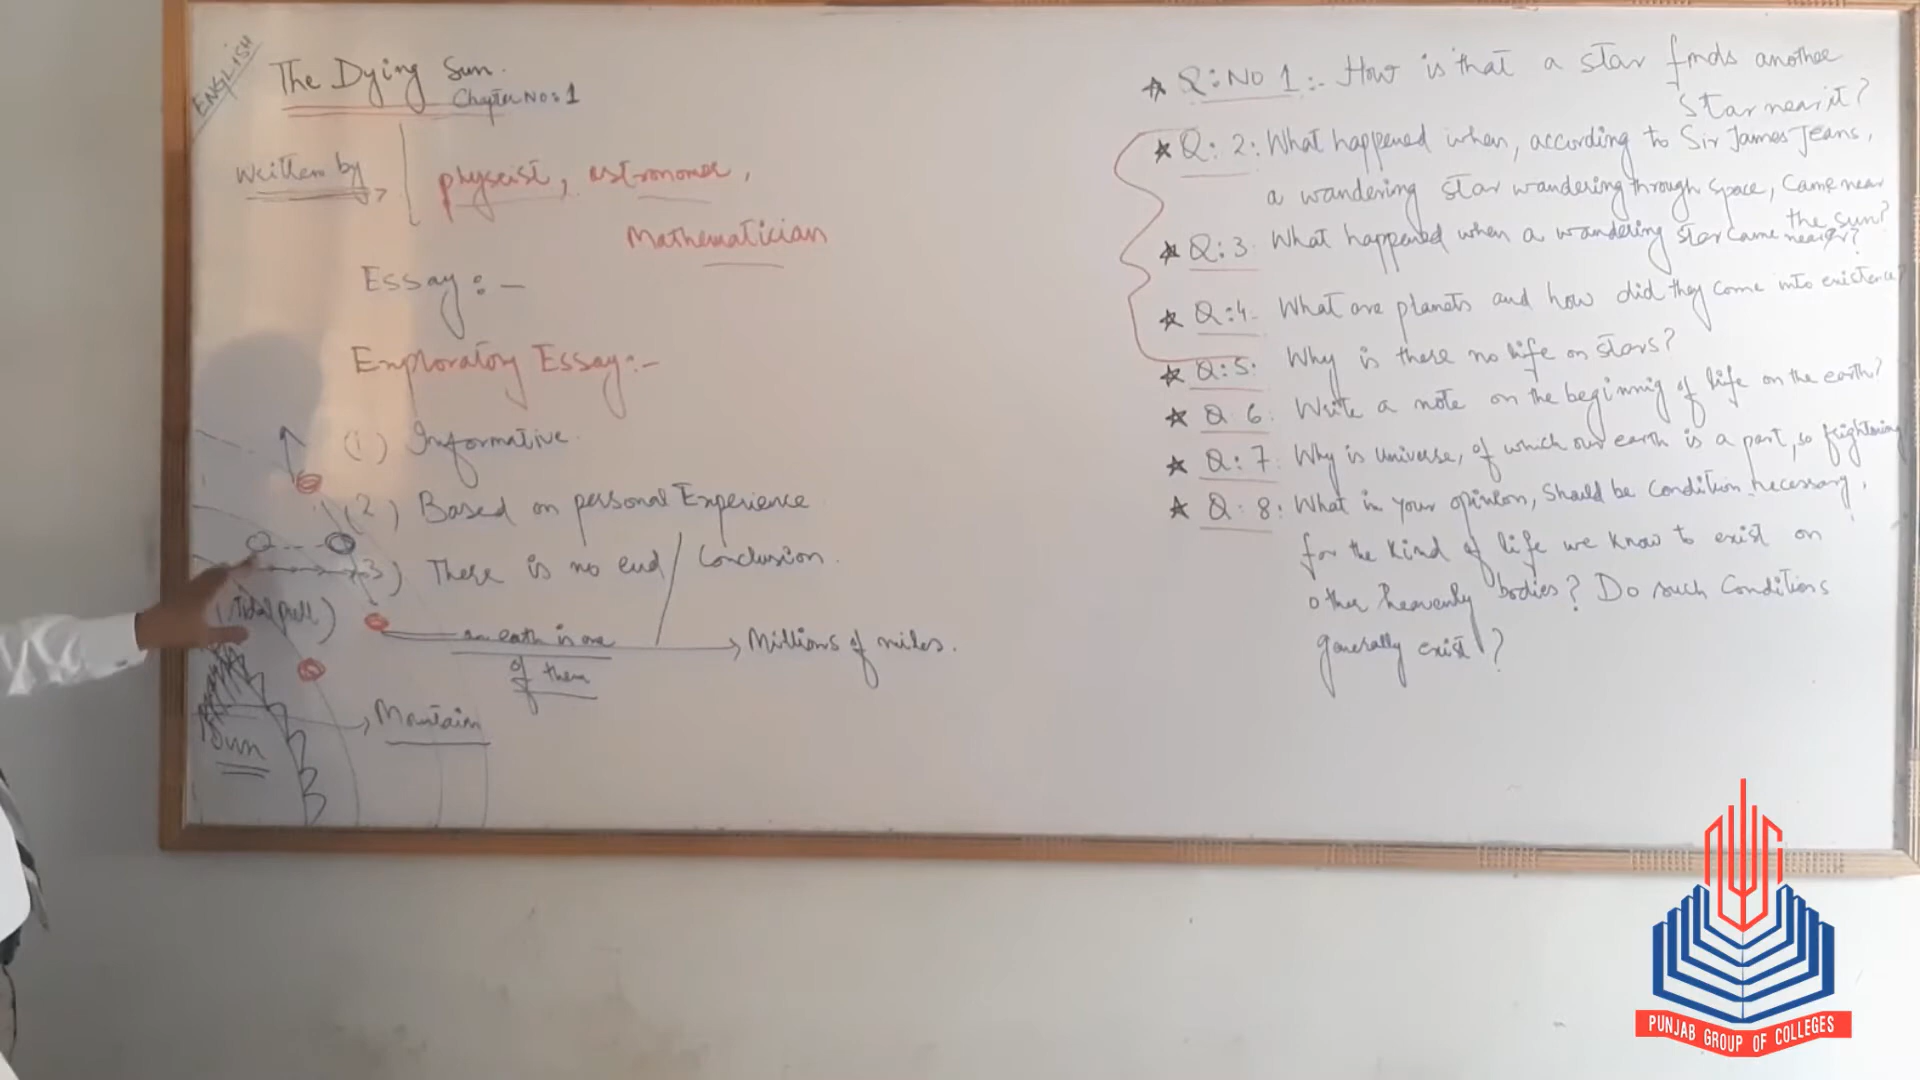 ENGLISH
The Dying Sun.
Chapter No: 1
Written by
physcist, astronomer,
Mathematician
Essay: -
Exploratory Essay:-
(1) Informative.
(2) Based on personal Experience
3) There is no end / Conclusion.
(Tidal pull)
our earth is one
of them
Millions of miles.
Mountain
Sun
Q: No 1:- How is that a star finds another
star near it?
Q: 2: What happened when, according to Sir James Jeans,
a wandering star wandering through space, came near
the sun?
Q: 3. What happened when a wandering star came nearer?
Q: 4. What are planets and how did they come into existence?
Q: 5: Why is there no life on stars?
Q 6: Write a note on the beginnig of life on the earth?
Q: 7: Why is universe, of which our earth is a part, so frightening
Q: 8: What in your opinion, should be condition necessary,
for the kind of life we know to exist on
other heavenly bodies? Do such conditions
generally exist?
PUNJAB GROUP OF COLLEGES